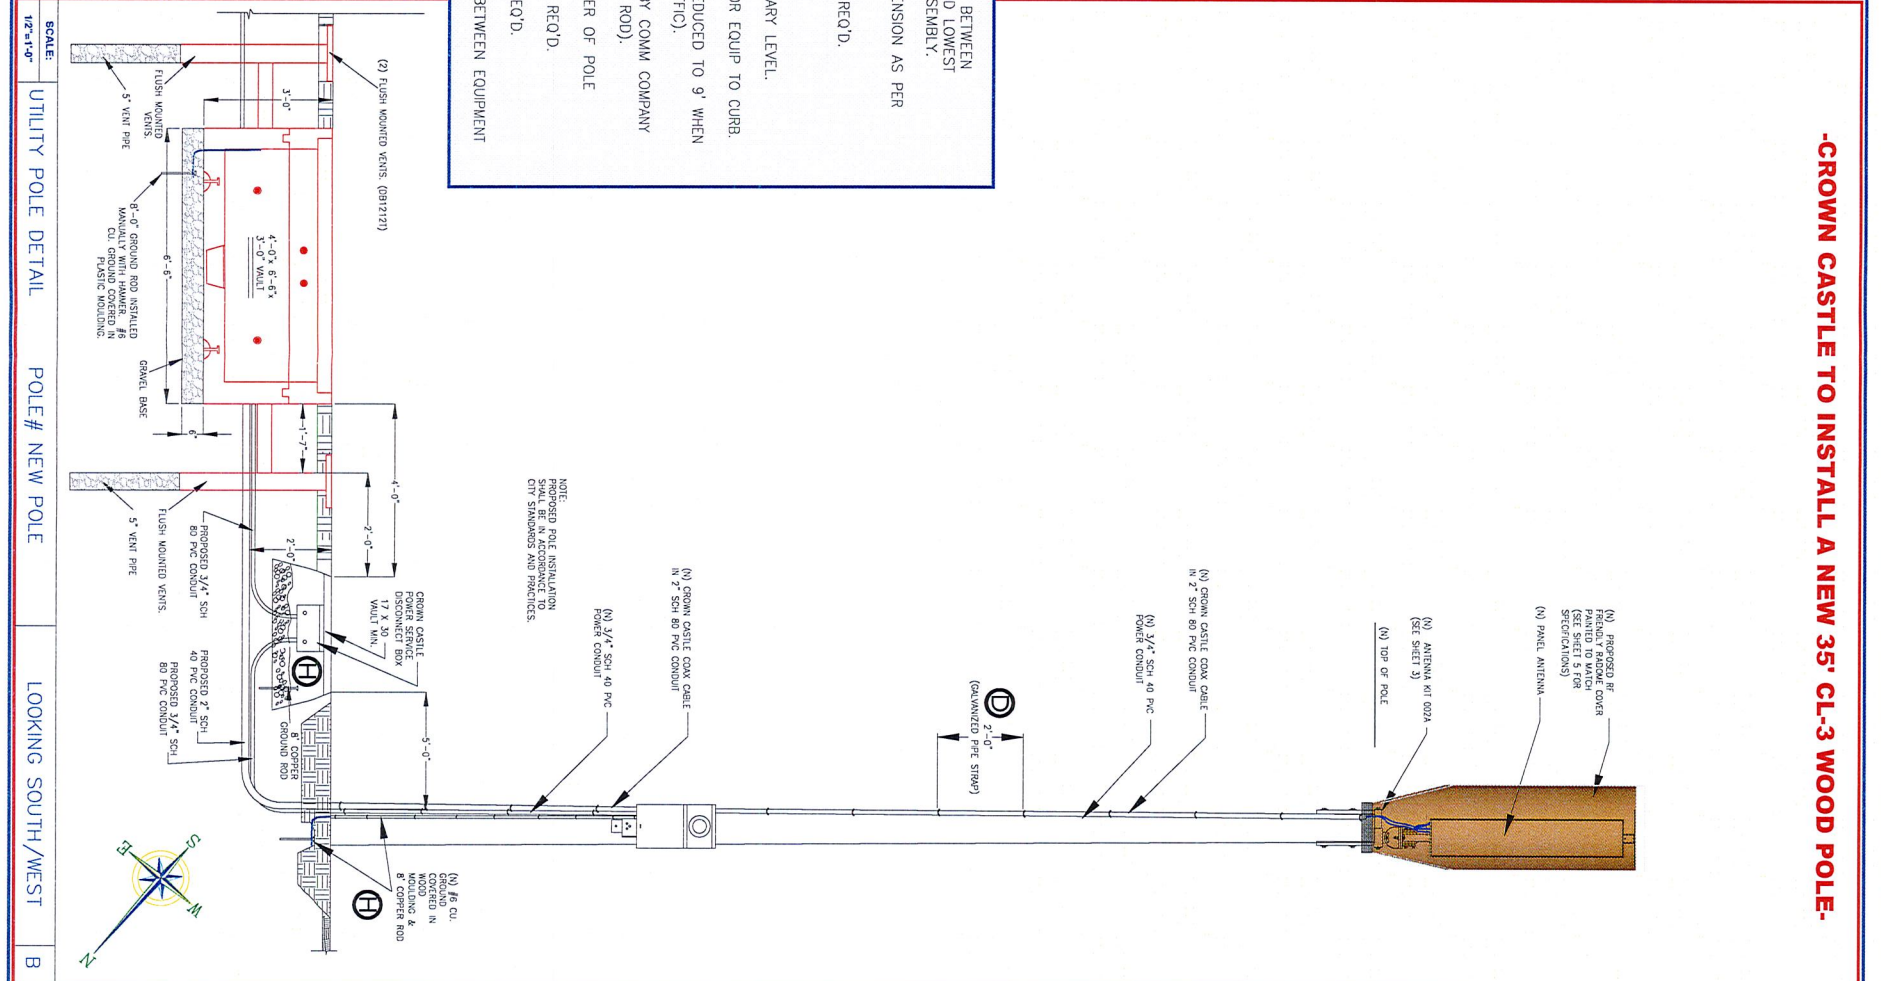 -CROWN CASTLE TO INSTALL A NEW 35' CL-3 WOOD POLE-
(N) PROPOSED RF
FRIENDLY RADOME COVER
PAINTED TO MATCH
(SEE SHEET 5 FOR
SPECIFICATIONS)
(N) PANEL ANTENNA
(N) ANTENNA KIT 002A
(SEE SHEET 3)
(N) TOP OF POLE
(N) CROWN CASTLE COAX CABLE
IN 2" SCH 80 PVC CONDUIT
(N) 3/4" SCH 40 PVC
POWER CONDUIT
D
2'-0"
(GALVANIZED PIPE STRAP)
BETWEEN
D LOWEST
SEMBLY.
ENSION AS PER
REQ'D.
ARY LEVEL.
OR EQUIP TO CURB.
EDUCED TO 9' WHEN
FIC).
BY COMM COMPANY
ROD).
ER OF POLE
REQ'D.
EQ'D.
BETWEEN EQUIPMENT
(N) CROWN CASTLE COAX CABLE
IN 2" SCH 80 PVC CONDUIT
(N) 3/4" SCH 40 PVC
POWER CONDUIT
NOTE:
PROPOSED POLE INSTALLATION
SHALL BE IN ACCORDANCE TO
CITY STANDARDS AND PRACTICES.
(2) FLUSH MOUNTED VENTS. (DB12121)
CROWN CASTLE
POWER SERVICE
DISCONNECT BOX
17 X 30
VAULT MIN.
(N) #6 CU.
GROUND
COVERED IN
WOOD
MOULDING &
8' COPPER ROD
H
H
4'-0"
2'-0"
1'-7"
5'-0"
3'-0"
2'-0"
4'-0"x 6'-6"x
3'-0" VAULT
6'-6"
6"
8' COPPER
GROUND ROD
FLUSH MOUNTED
VENTS.
5" VENT PIPE
8'-0" GROUND ROD INSTALLED
MANUALLY WITH HAMMER. #6
CU. GROUND COVERED IN
PLASTIC MOULDING.
GRAVEL BASE
FLUSH MOUNTED VENTS.
5" VENT PIPE
PROPOSED 3/4" SCH
80 PVC CONDUIT
PROPOSED 2" SCH
40 PVC CONDUIT
PROPOSED 3/4" SCH
80 PVC CONDUIT
S
E
W
N
SCALE:
1/2"=1'-0"
UTILITY POLE DETAIL
POLE# NEW POLE
LOOKING SOUTH/WEST
B